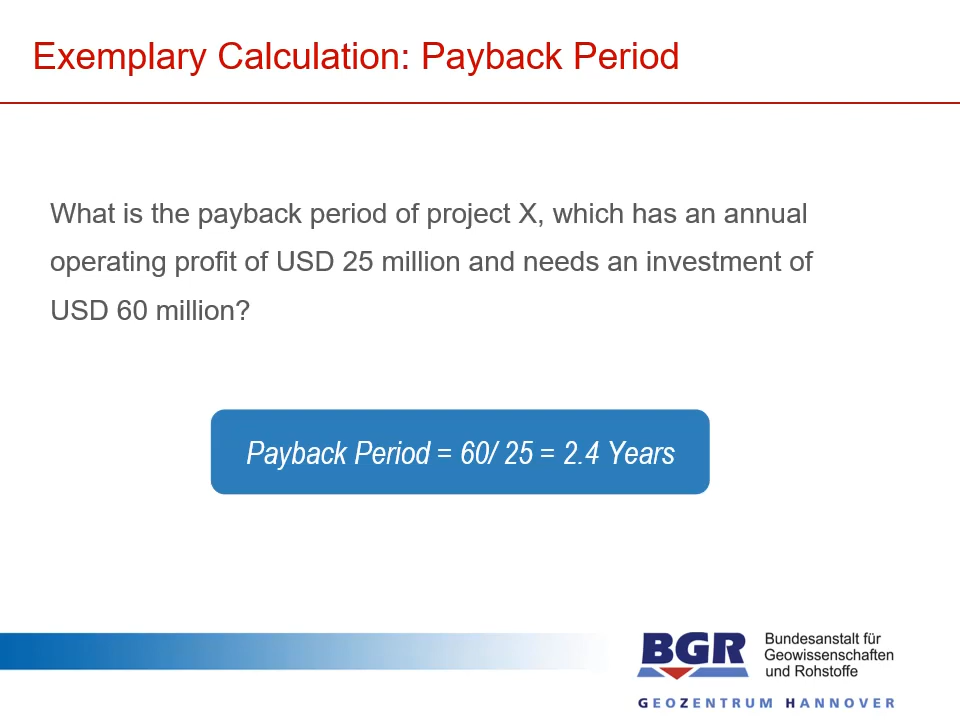 Exemplary Calculation: Payback Period
What is the payback period of project X, which has an annual
operating profit of USD 25 million and needs an investment of
USD 60 million?
Payback Period = 60/ 25 = 2.4 Years
BGR
Bundesanstalt für
Geowissenschaften
und Rohstoffe
GEOZENTRUM HANNOVER